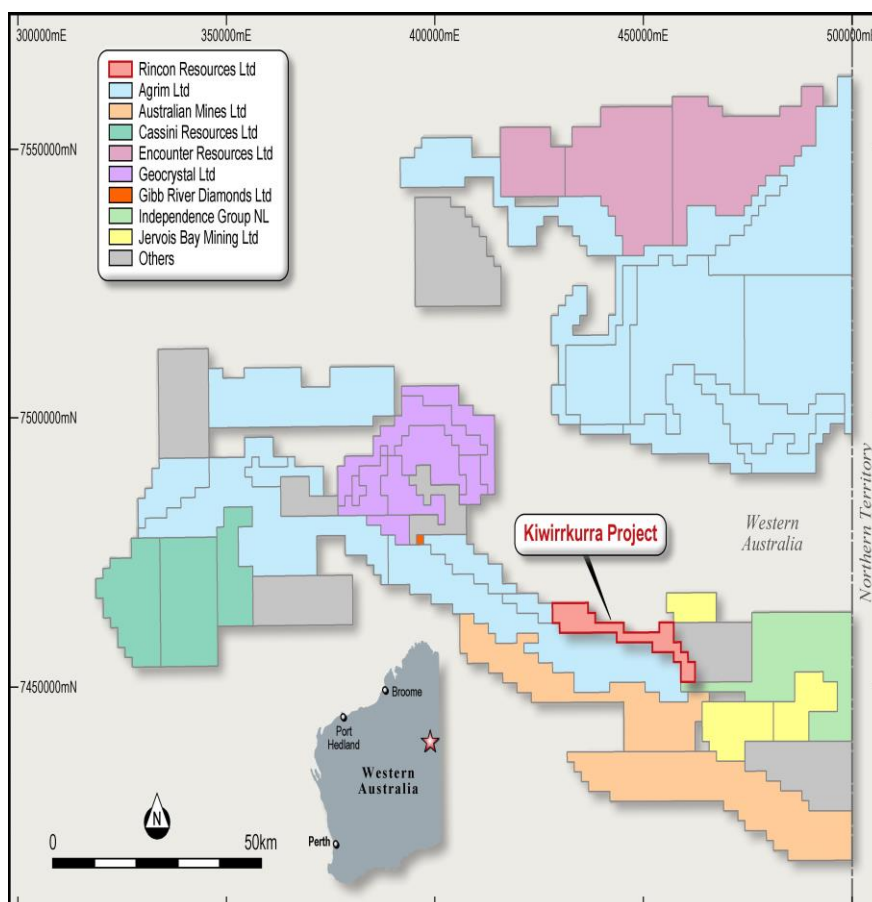 300000mE
350000mE
400000mE
450000mE
500000mE
Rincon Resources Ltd
Agrim Ltd
Australian Mines Ltd
Cassini Resources Ltd
Encounter Resources Ltd
Geocrystal Ltd
Gibb River Diamonds Ltd
Independence Group NL
Jervois Bay Mining Ltd
Others
7550000mN
7500000mN
Kiwirrkurra Project
Western
Australia
Northern Territory
7450000mN
Broome
Port
Hedland
Western
Australia
Perth
N
0
50km